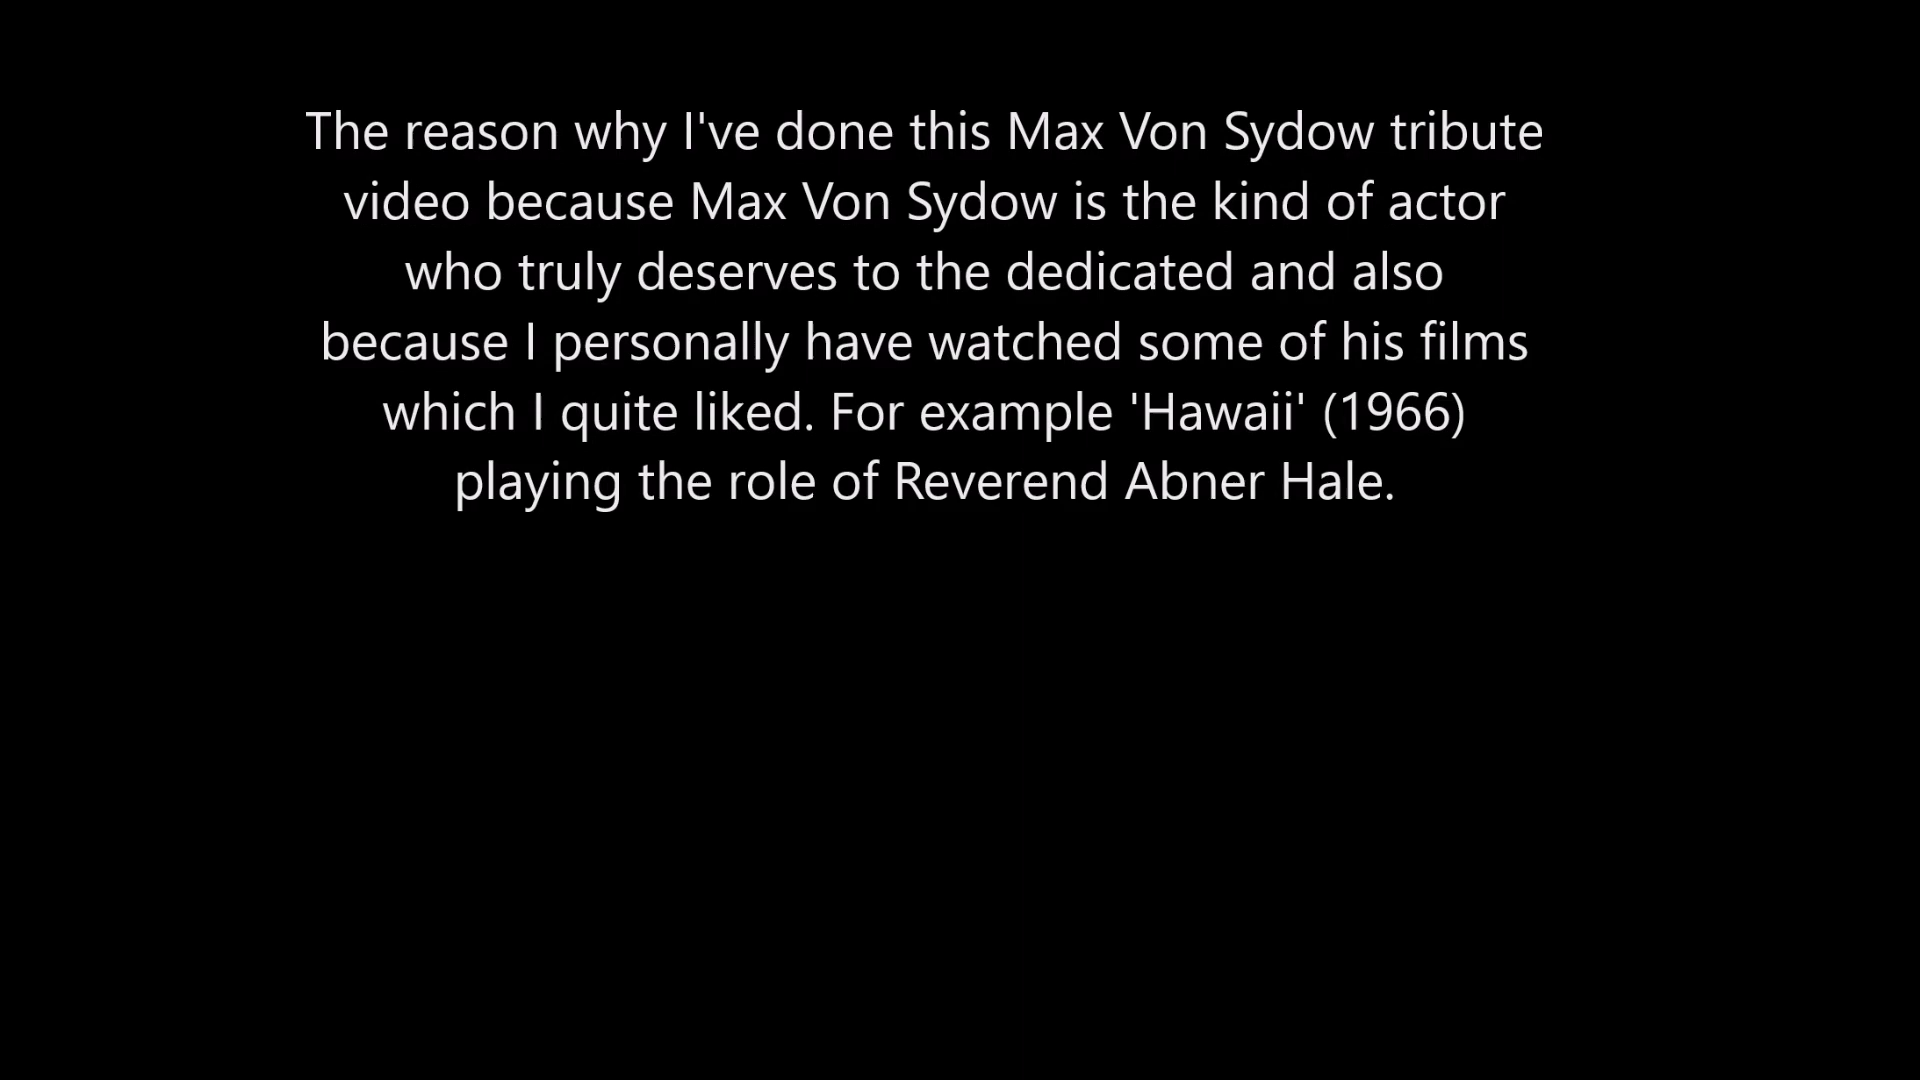 The reason why I've done this Max Von Sydow tribute
video because Max Von Sydow is the kind of actor
who truly deserves to the dedicated and also
because I personally have watched some of his films
which I quite liked. For example 'Hawaii' (1966)
playing the role of Reverend Abner Hale.